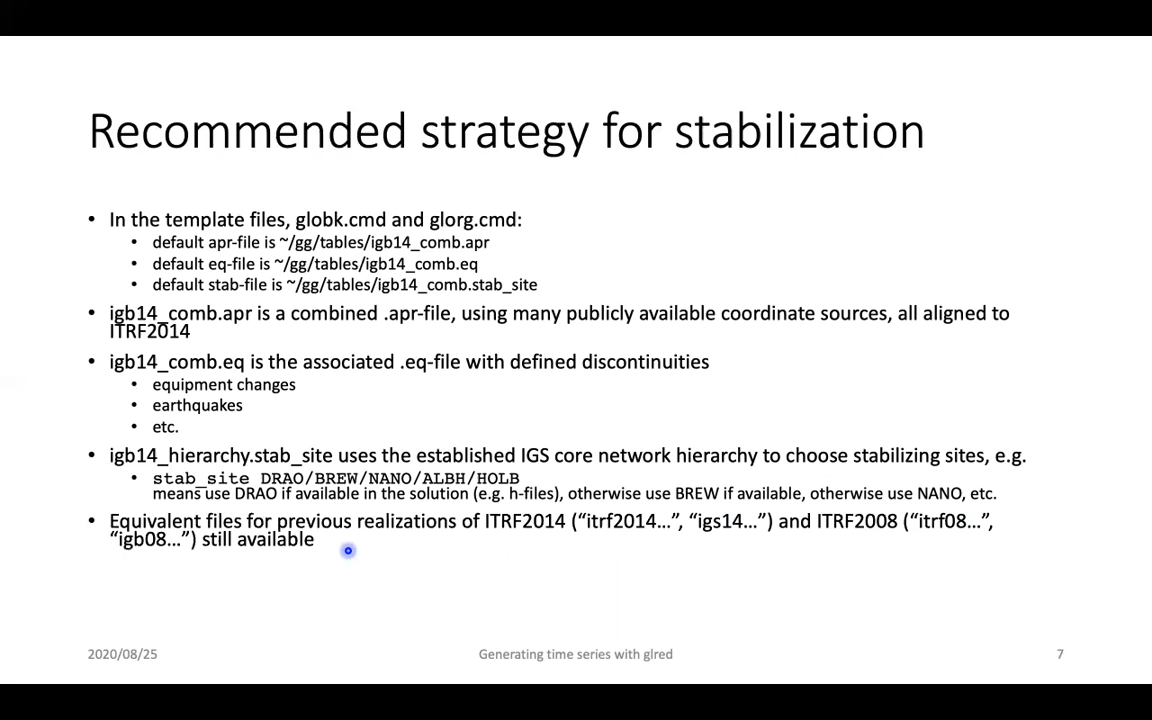 Recommended strategy for stabilization
• In the template files, globk.cmd and glorg.cmd:
• default apr-file is ~/gg/tables/igb14_comb.apr
• default eq-file is ~/gg/tables/igb14_comb.eq
• default stab-file is ~/gg/tables/igb14_comb.stab_site
• igb14_comb.apr is a combined .apr-file, using many publicly available coordinate sources, all aligned to
ITRF2014
• igb14_comb.eq is the associated .eq-file with defined discontinuities
• equipment changes
• earthquakes
• etc.
• igb14_hierarchy.stab_site uses the established IGS core network hierarchy to choose stabilizing sites, e.g.
• stab_site DRAO/BREW/NANO/ALBH/HOLB
means use DRAO if available in the solution (e.g. h-files), otherwise use BREW if available, otherwise use NANO, etc.
• Equivalent files for previous realizations of ITRF2014 (“itrf2014…”, “igs14…”) and ITRF2008 (“itrf08…”,
“igb08…”) still available
2020/08/25
Generating time series with glred
7